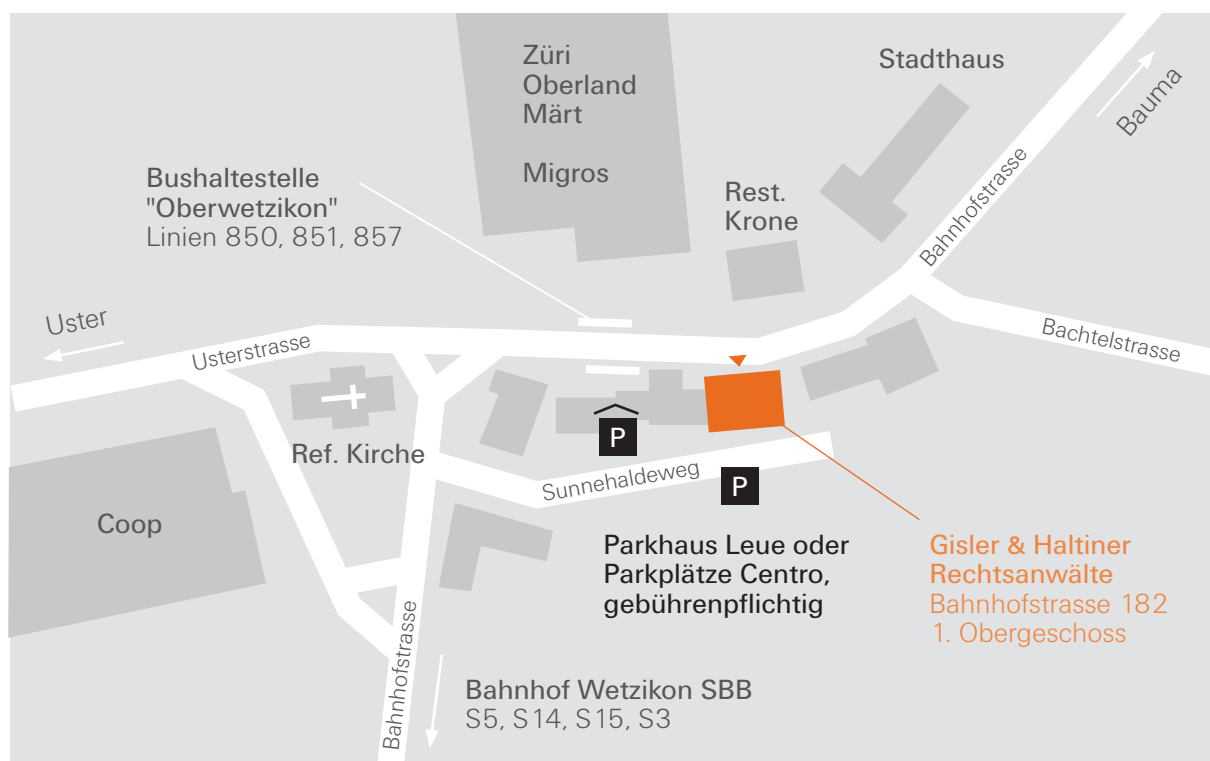 Züri
Oberland
Märt
Migros
Stadthaus
Bauma
Bushaltestelle
"Oberwetzikon"
Linien 850, 851, 857
Rest.
Krone
Bahnhofstrasse
Uster
Usterstrasse
Bachtelstrasse
Ref. Kirche
P
Sunnehaldeweg
P
Coop
Parkhaus Leue oder
Parkplätze Centro,
gebührenpflichtig
Gisler & Haltiner
Rechtsanwälte
Bahnhofstrasse 182
1. Obergeschoss
Bahnhofstrasse
Bahnhof Wetzikon SBB
S5, S14, S15, S3